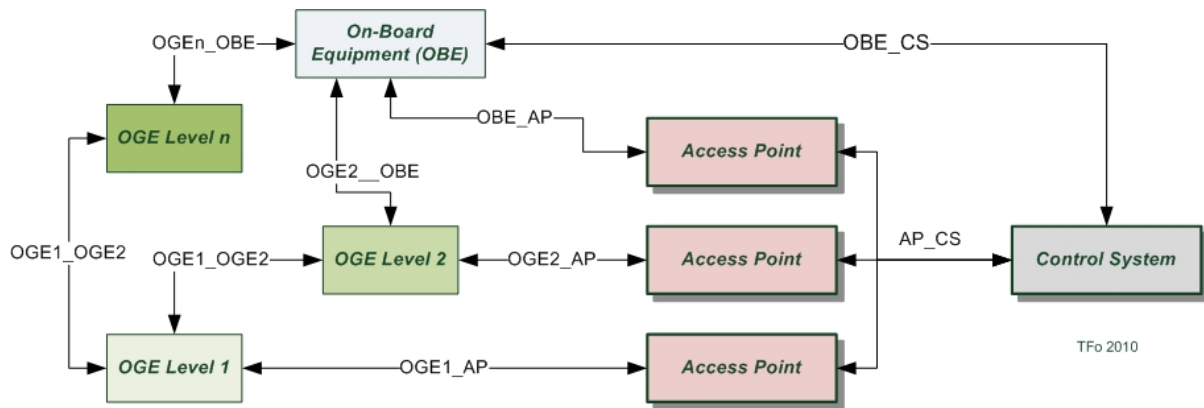 OGEn_OBE
On-Board
Equipment (OBE)
OBE_CS
OGE Level n
OBE_AP
Access Point
OGE2__OBE
OGE1_OGE2
OGE1_OGE2
OGE Level 2
OGE2_AP
Access Point
AP_CS
Control System
OGE Level 1
OGE1_AP
Access Point
TFo 2010